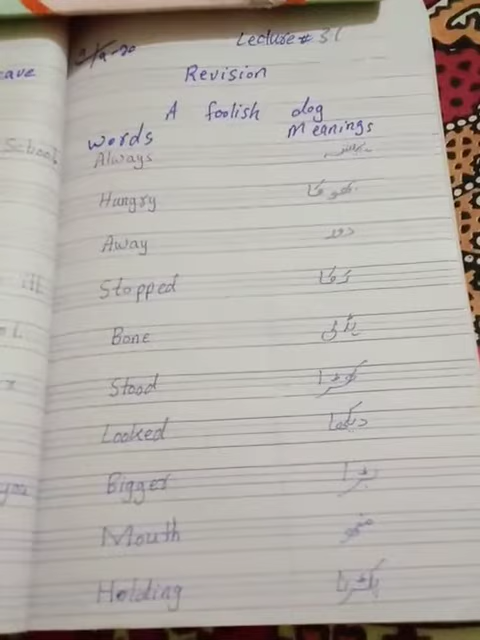 Lecture # 31
Revision
A foolish dog
words Meanings
Always ہمیشہ
Hungry بھوکا
Away دور
Stopped رکا
Bone ہڈی
Stood کھڑا
Looked دیکھا
Bigger بڑا
Mouth منہ
Holding پکڑنا